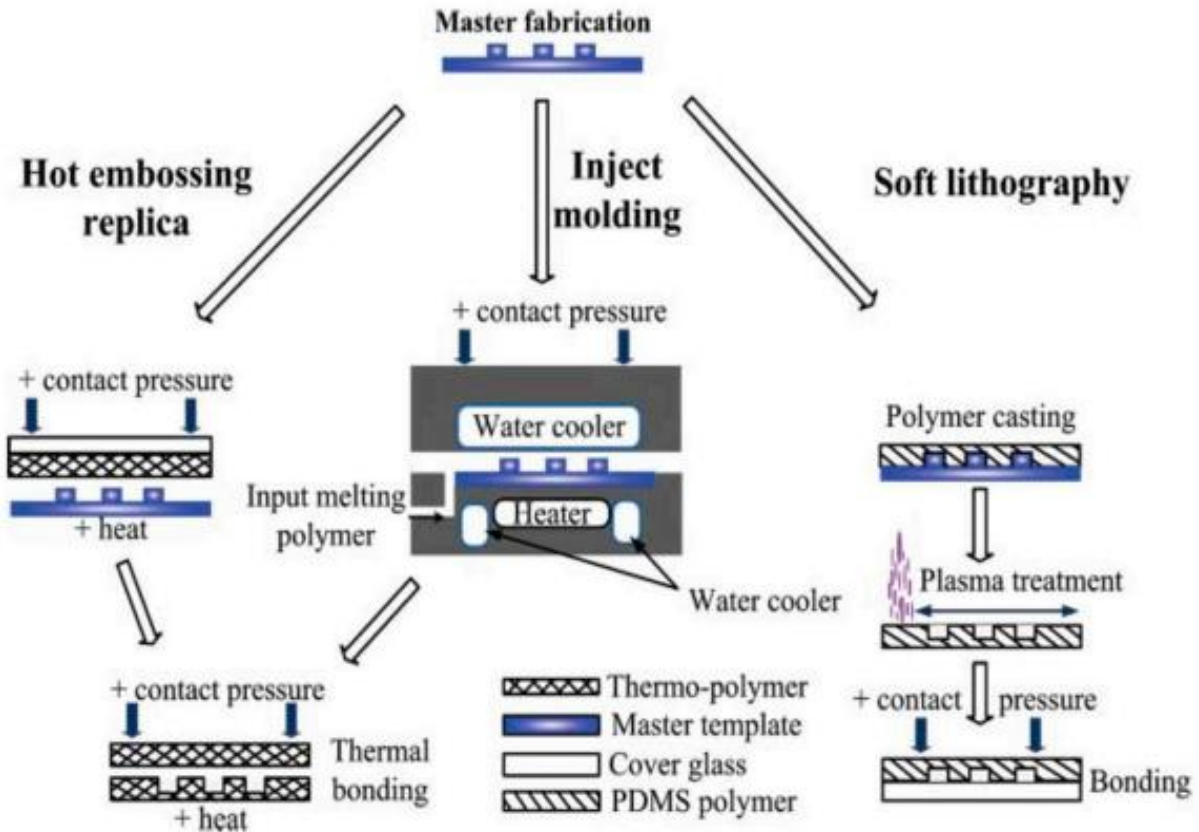 Master fabrication
Hot embossing
replica
Inject
molding
Soft lithography
+ contact pressure
+ heat
+ contact pressure
Water cooler
Input melting
polymer
Heater
Water cooler
Polymer casting
Plasma treatment
+ contact pressure
Bonding
+ contact pressure
Thermal
bonding
+ heat
Thermo-polymer
Master template
Cover glass
PDMS polymer